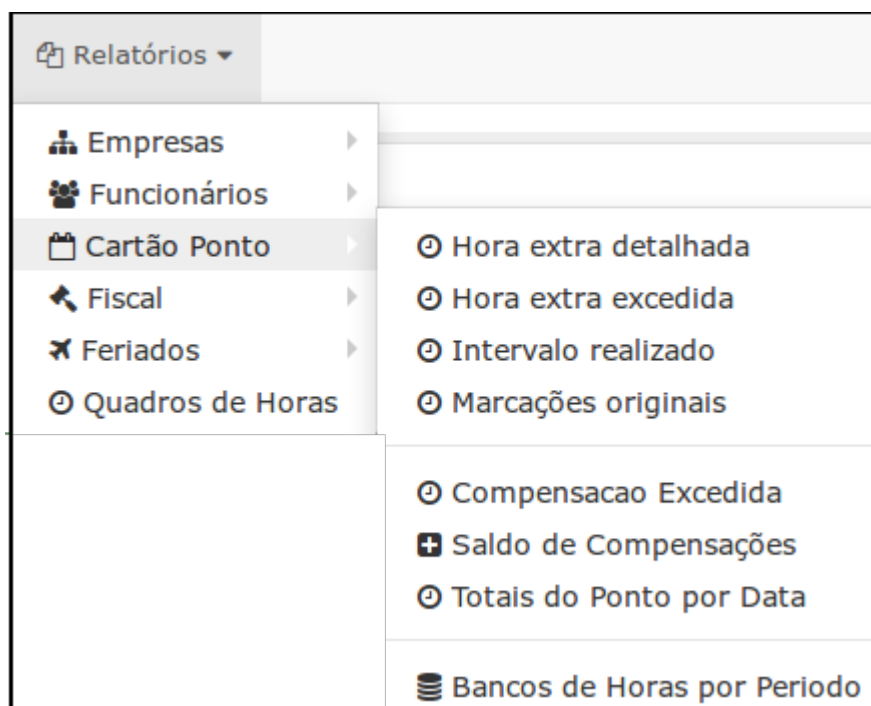 Relatórios
Empresas
Funcionários
Cartão Ponto
Fiscal
Feriados
Quadros de Horas
Hora extra detalhada
Hora extra excedida
Intervalo realizado
Marcações originais
Compensacao Excedida
Saldo de Compensações
Totais do Ponto por Data
Bancos de Horas por Periodo